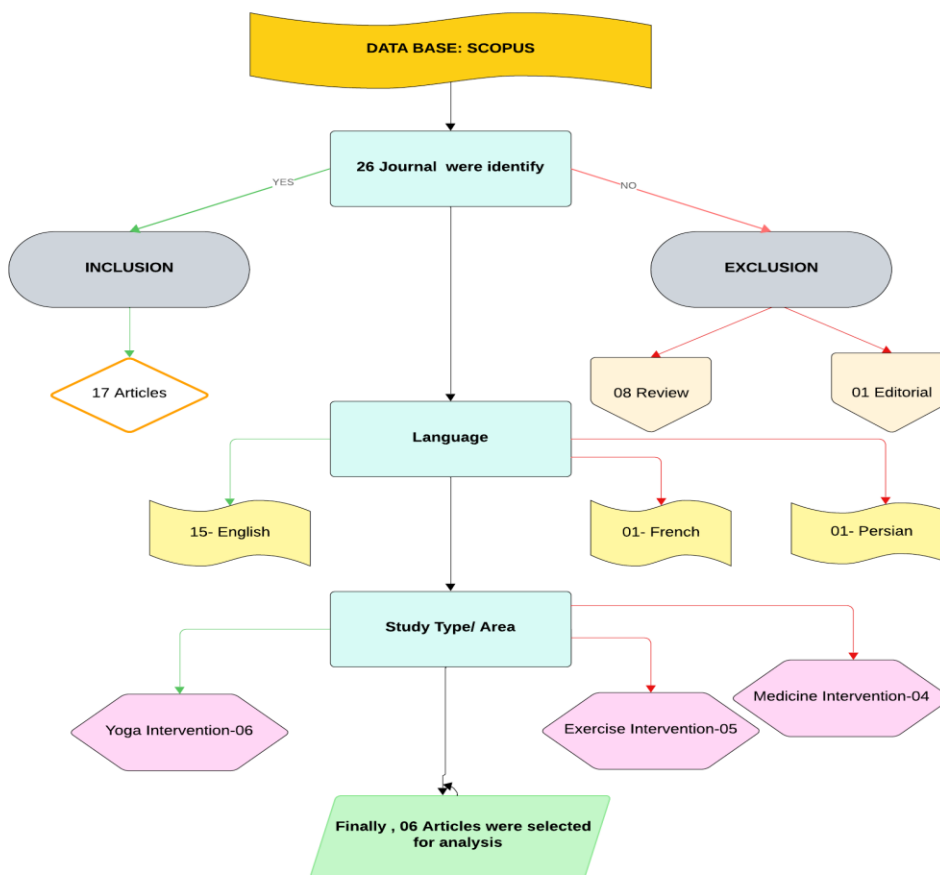 DATA BASE: SCOPUS
26 Journal were identify
YES
NO
INCLUSION
EXCLUSION
17 Articles
08 Review
01 Editorial
Language
15- English
01- French
01- Persian
Study Type/ Area
Yoga Intervention-06
Exercise Intervention-05
Medicine Intervention-04
Finally , 06 Articles were selected
for analysis